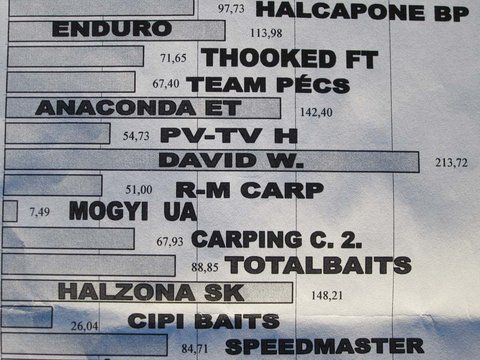 97,73 HALCAPONE BP
ENDURO 113,98
71,65 THOOKED FT
67,40 TEAM PÉCS
ANACONDA ET 142,40
54,73 PV-TV H
DAVID W. 213,72
51,00 R-M CARP
7,49 MOGYI UA
67,93 CARPING C. 2.
88,85 TOTALBAITS
HALZONA SK 148,21
26,04 CIPI BAITS
84,71 SPEEDMASTER